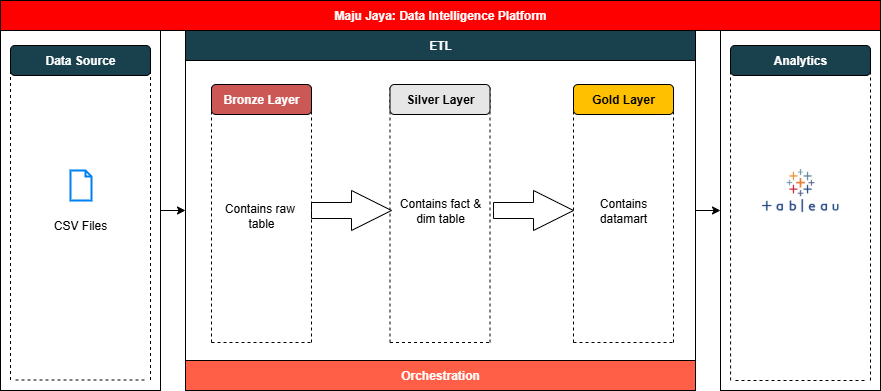 Maju Jaya: Data Intelligence Platform
Data Source
ETL
Analytics
Bronze Layer
Silver Layer
Gold Layer
CSV Files
Contains raw
table
Contains fact &
dim table
Contains
datamart
+ableau
Orchestration